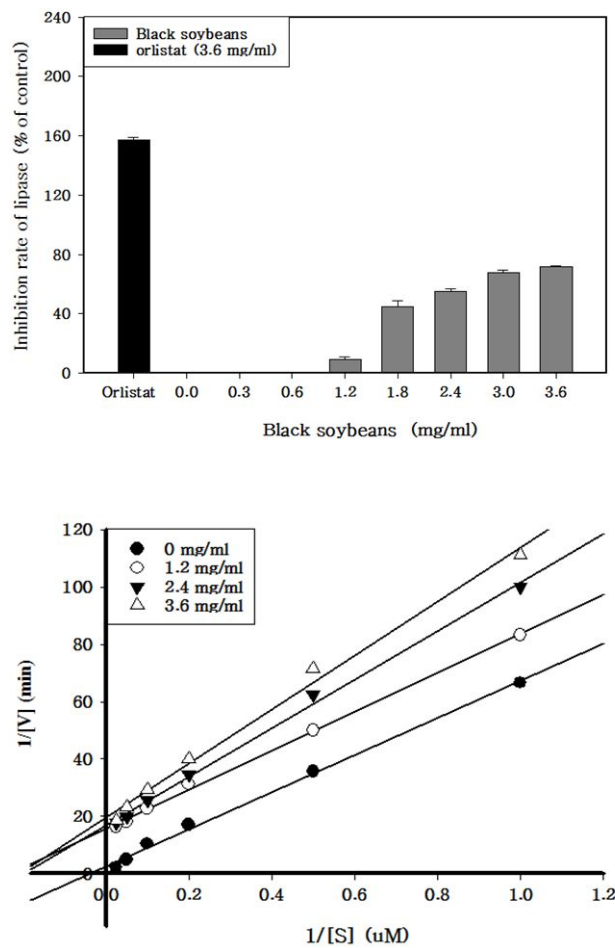 240
Black soybeans
orlistat (3.6 mg/ml)
200
160
120
80
40
0
Inhibition rate of lipase (% of control)
Orlistat 0.0 0.3 0.6 1.2 1.8 2.4 3.0 3.6
Black soybeans (mg/ml)
120
0 mg/ml
1.2 mg/ml
2.4 mg/ml
3.6 mg/ml
100
80
60
40
20
0
1/[V] (min)
0.0 0.2 0.4 0.6 0.8 1.0 1.2
1/[S] (uM)